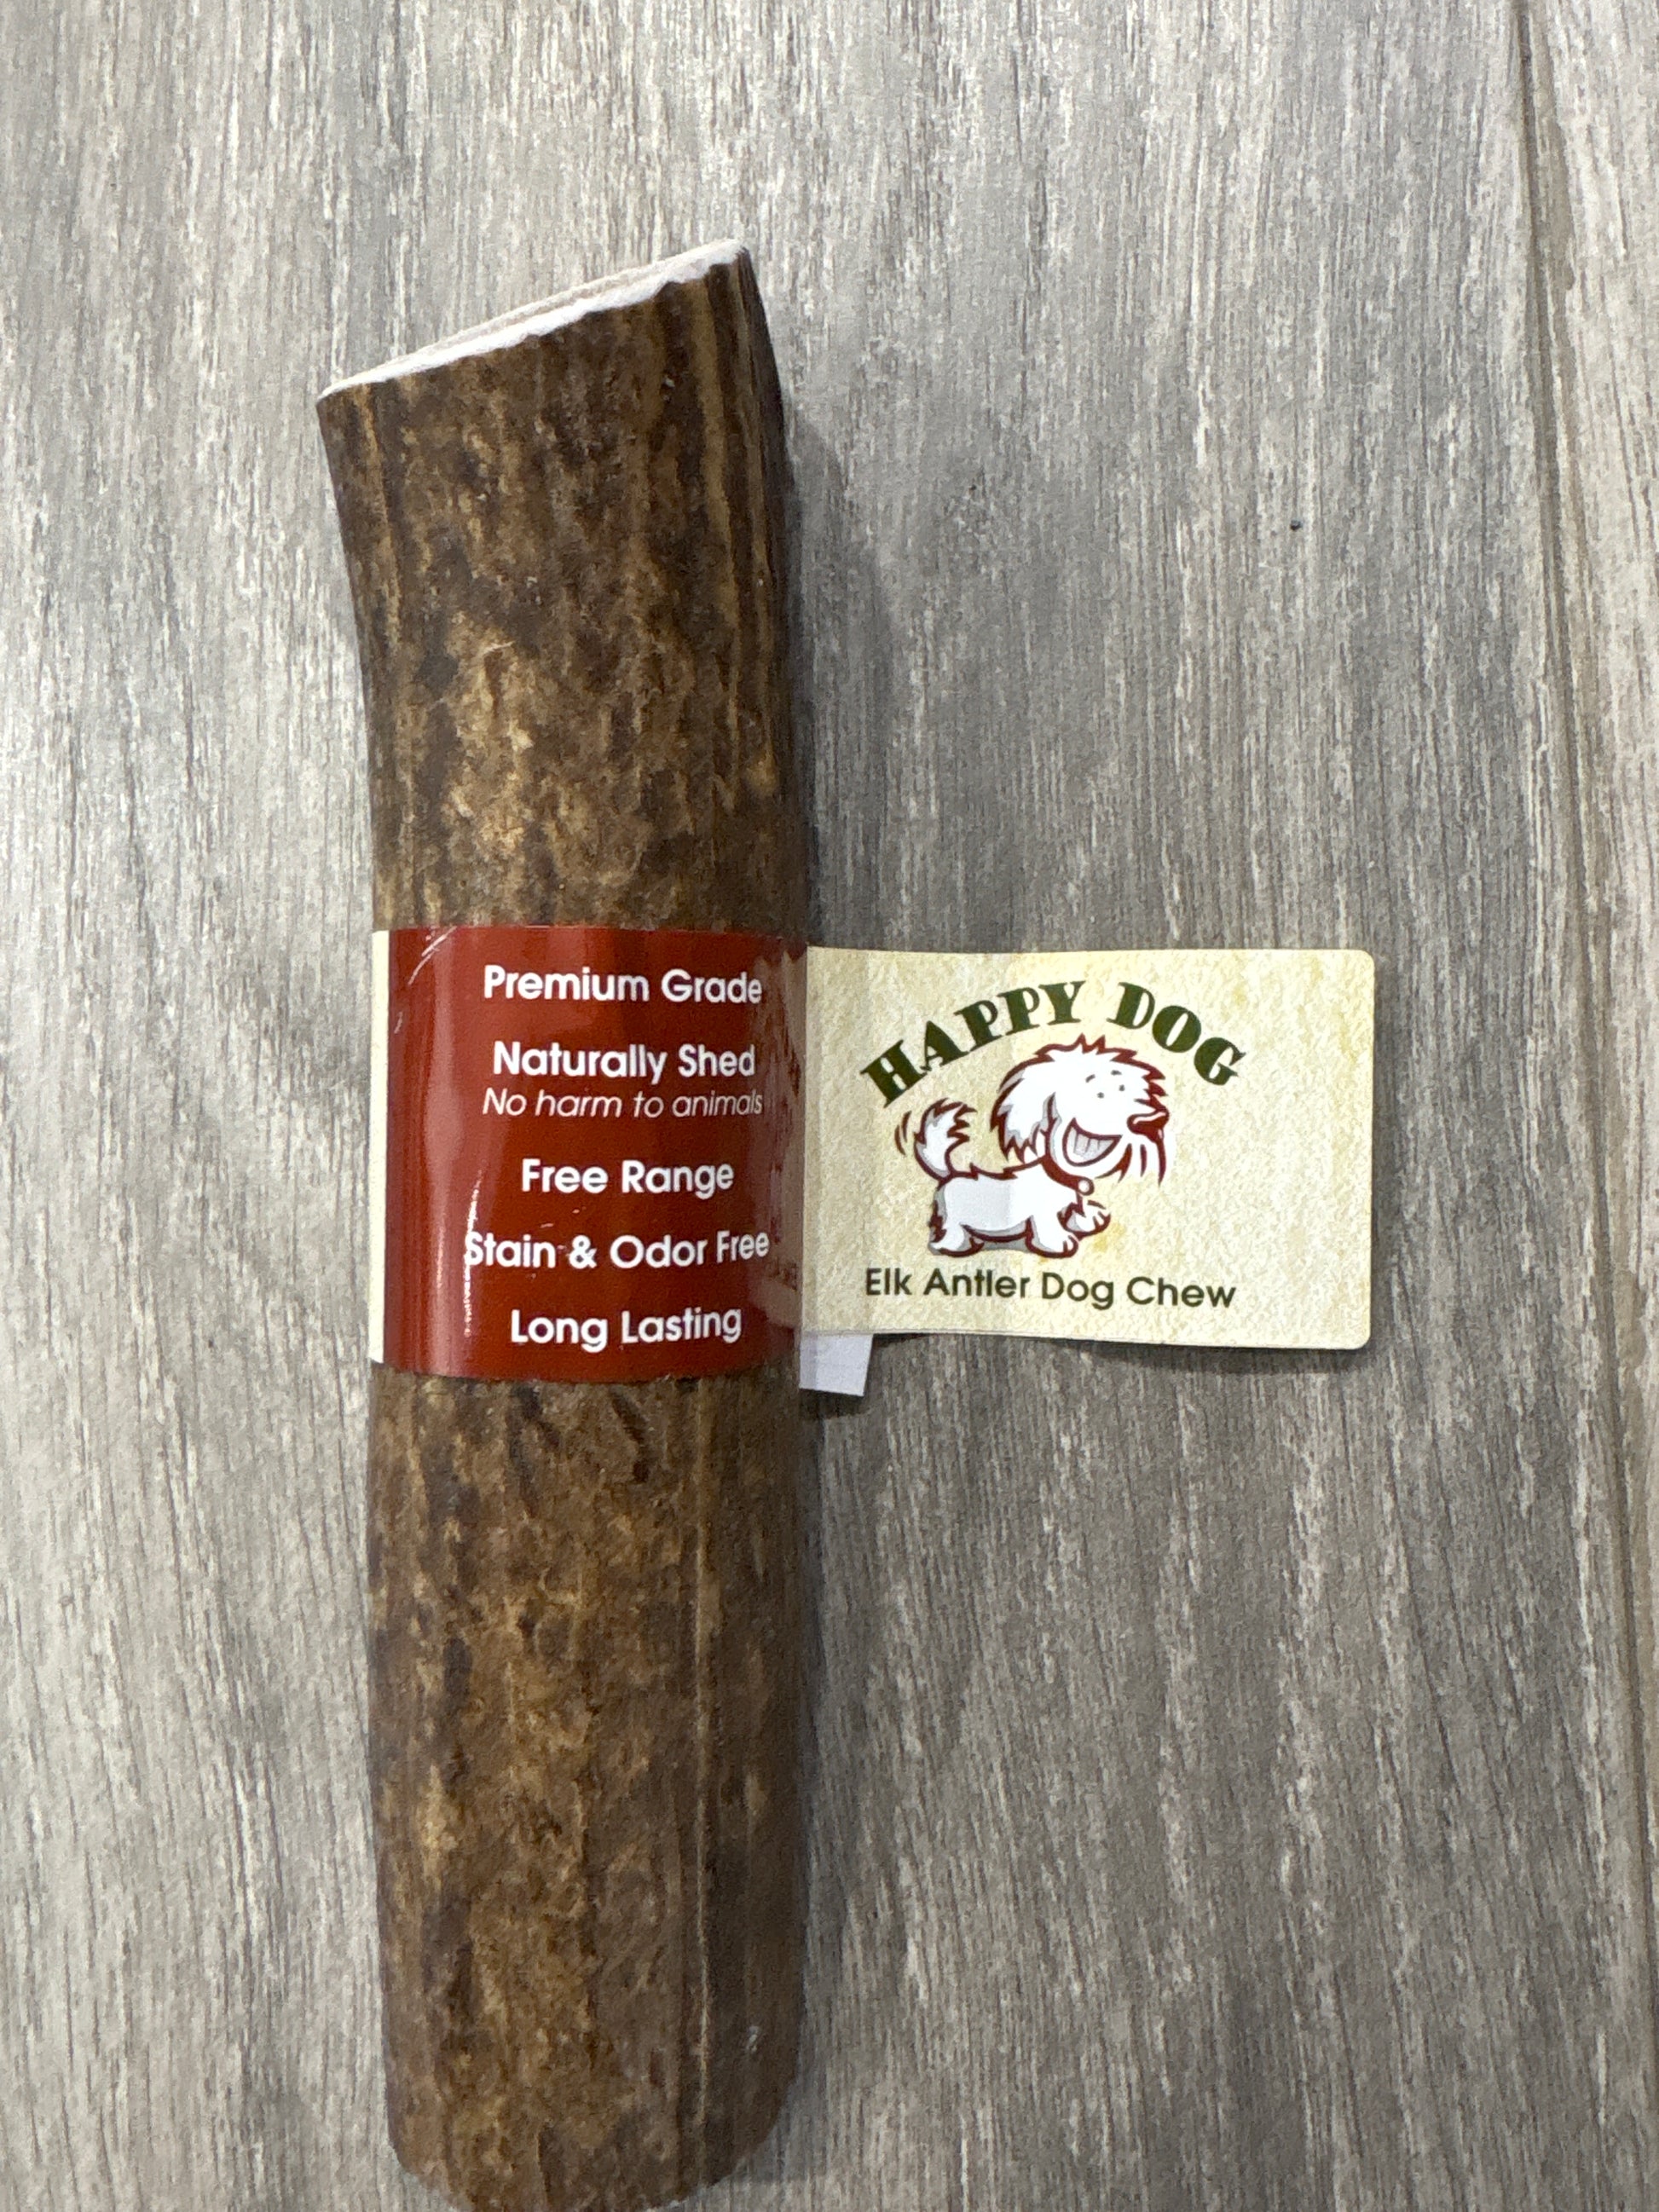 Premium Grade
Naturally Shed
No harm to animals
Free Range
Stain & Odor Free
Long Lasting
HAPPY DOG
Elk Antler Dog Chew